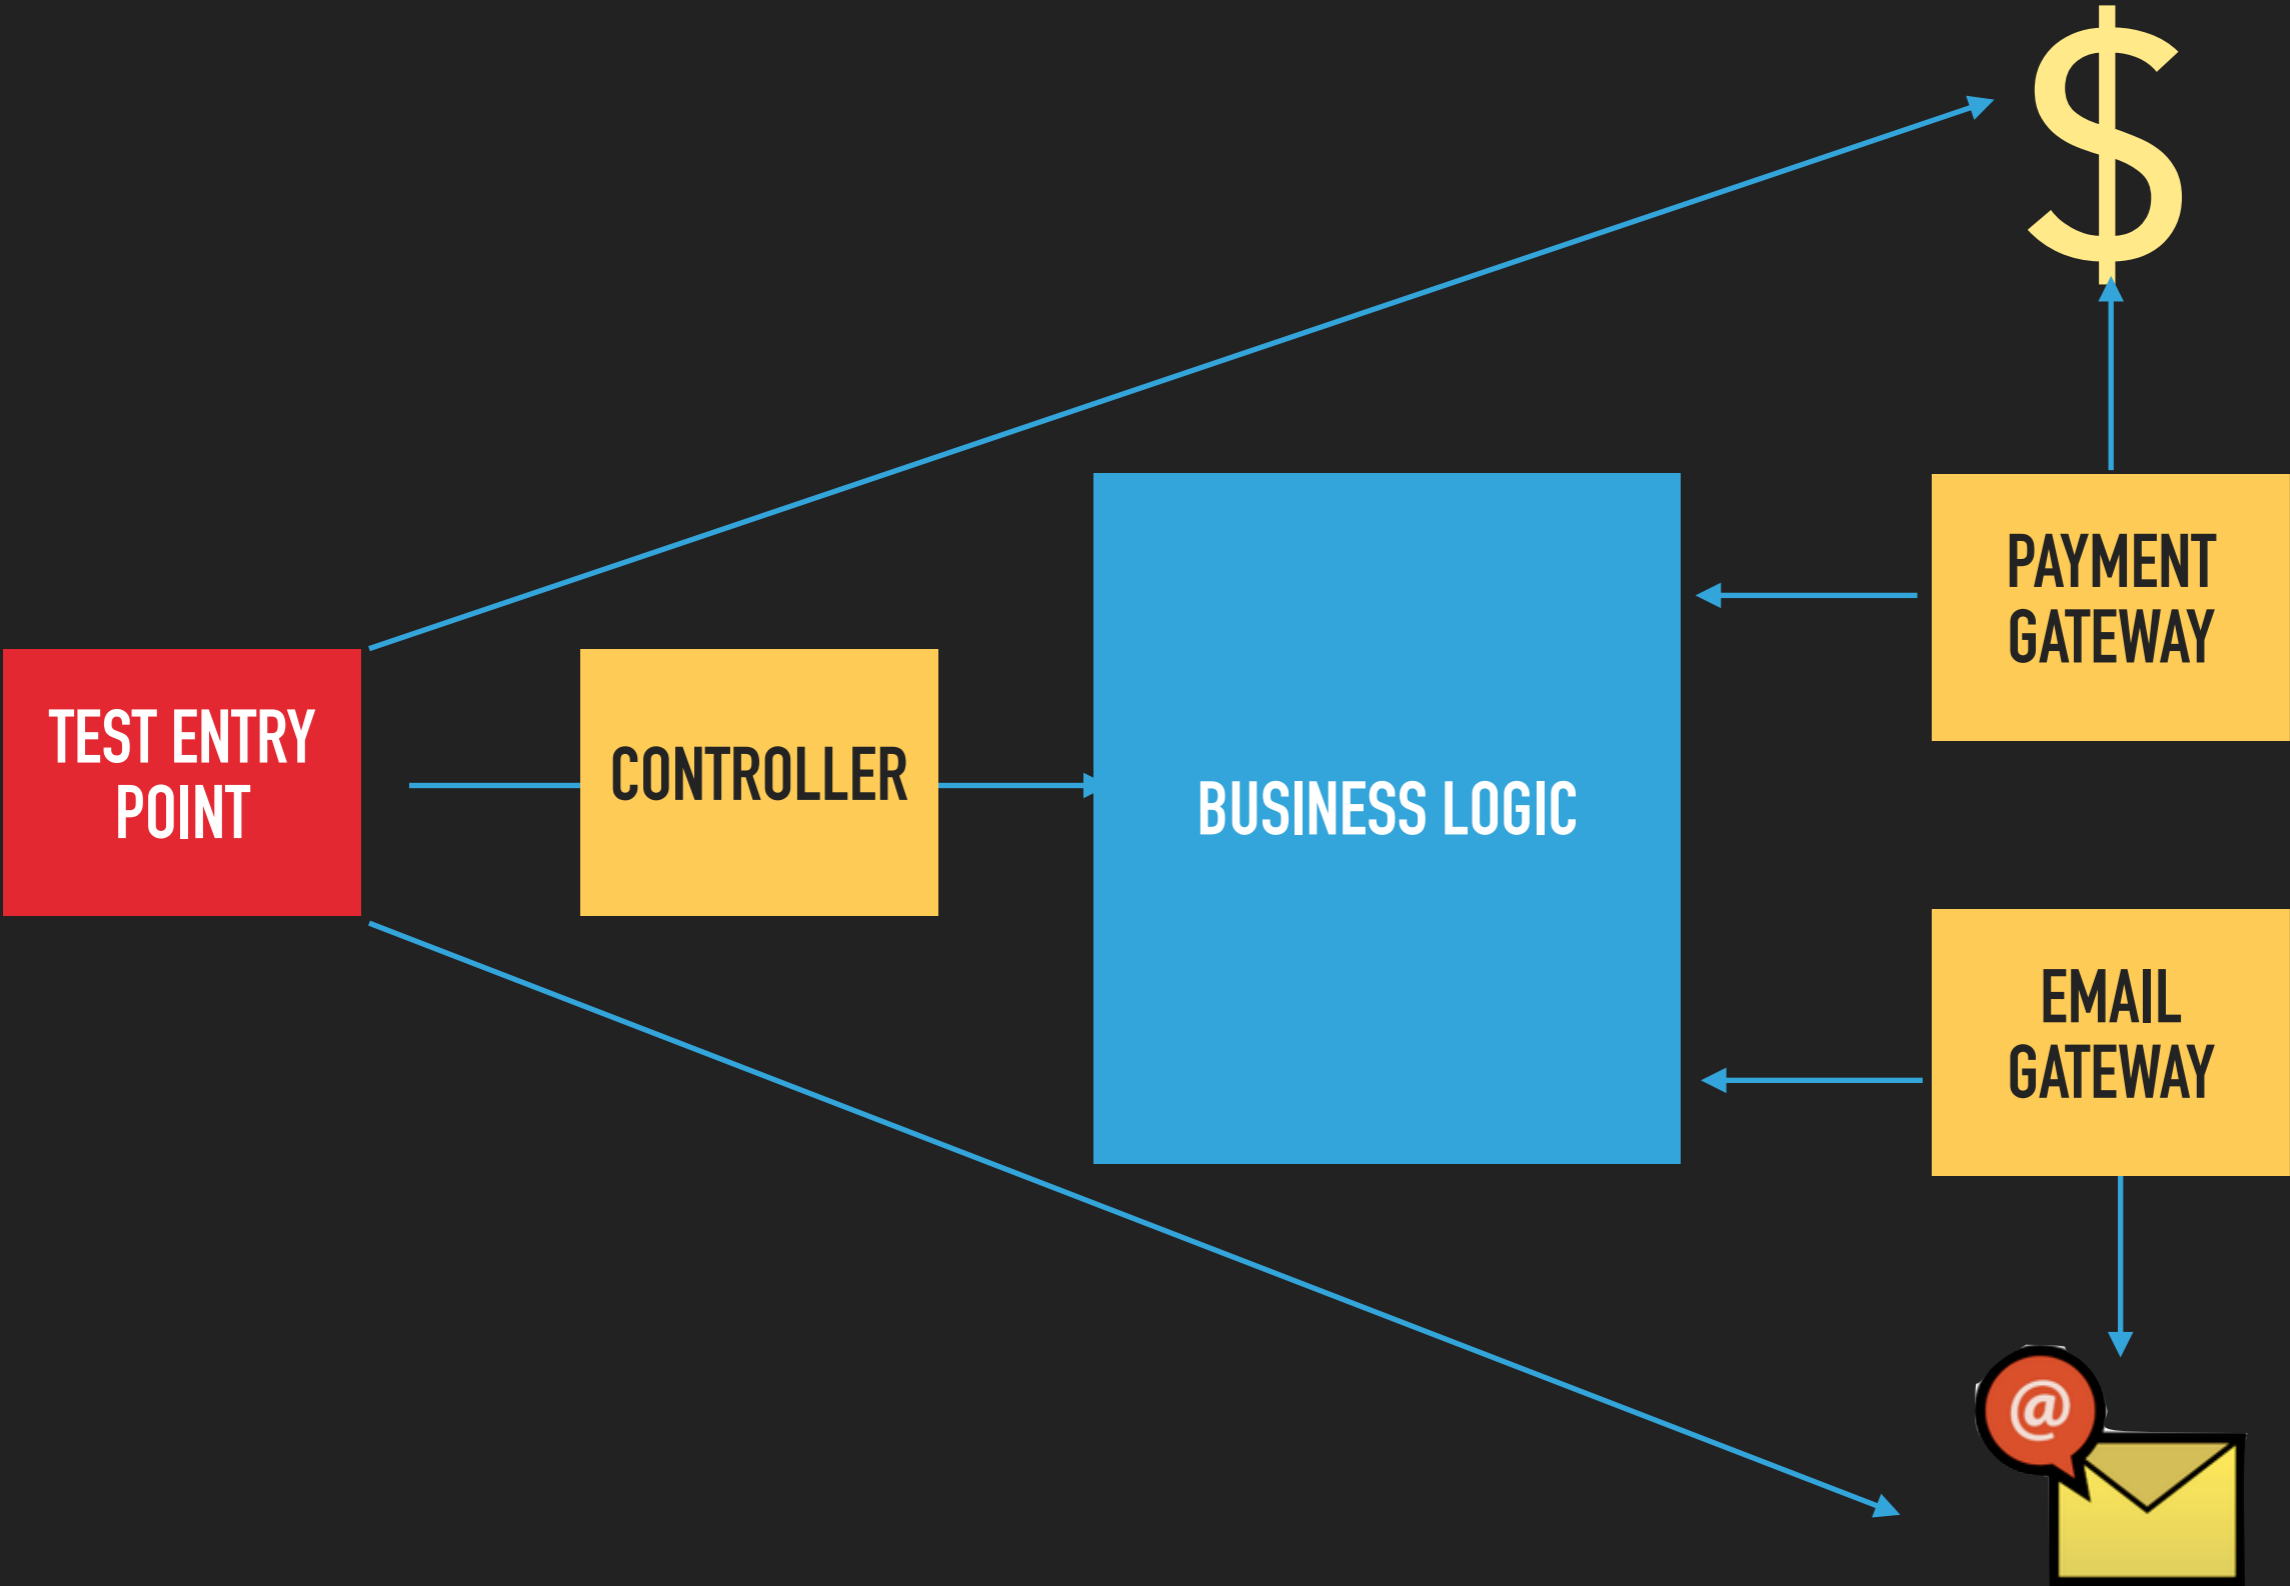 $
PAYMENT
GATEWAY
TEST ENTRY
POINT
CONTROLLER
BUSINESS LOGIC
EMAIL
GATEWAY
@